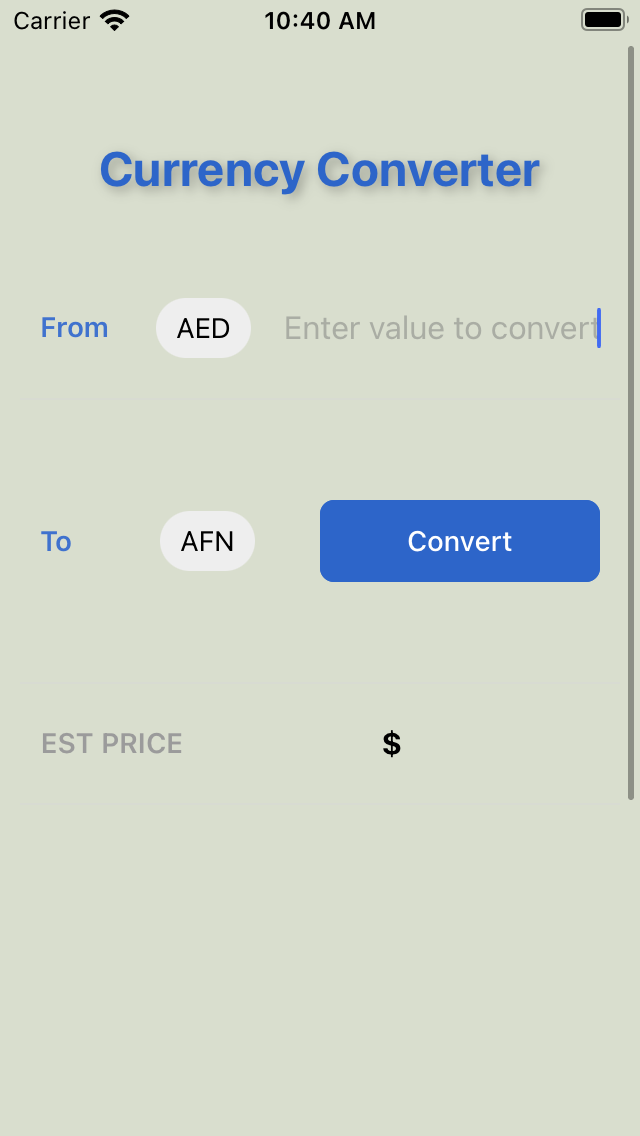 Carrier 10:40 AM
Currency Converter
From AED Enter value to convert
To AFN Convert
EST PRICE $